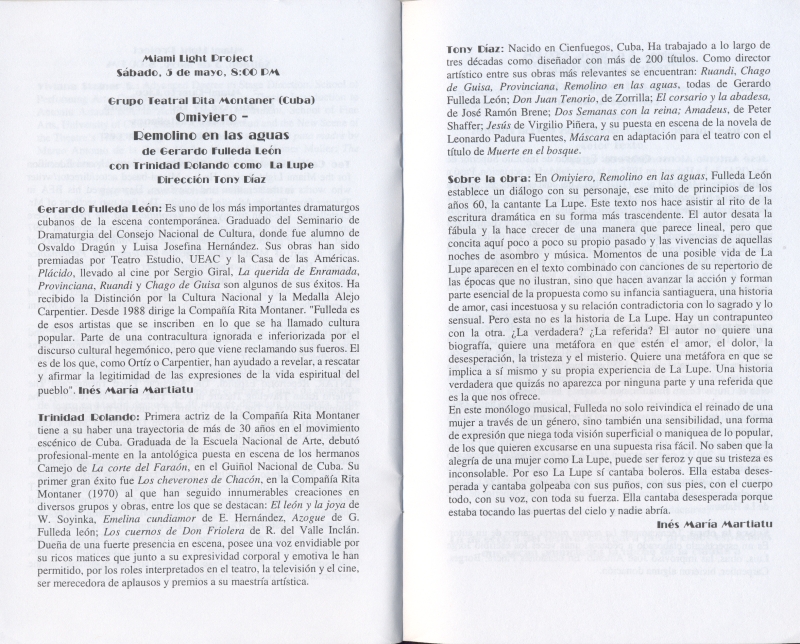 Miami Light Project
Sábado, 5 de mayo, 8:00 PM
Grupo Teatral Rita Montaner (Cuba)
Omiyiero -
Remolino en las aguas
de Gerardo Fulleda León
con Trinidad Rolando como La Lupe
Dirección Tony Díaz
Gerardo Fulleda León: Es uno de los más importantes dramaturgos
cubanos de la escena contemporánea. Graduado del Seminario de
Dramaturgia del Consejo Nacional de Cultura, donde fue alumno de
Osvaldo Dragún y Luisa Josefina Hernández. Sus obras han sido
premiadas por Teatro Estudio, UEAC y la Casa de las Américas.
Plácido, llevado al cine por Sergio Giral, La querida de Enramada,
Provinciana, Ruandi y Chago de Guisa son algunos de sus éxitos. Ha
recibido la Distinción por la Cultura Nacional y la Medalla Alejo
Carpentier. Desde 1988 dirige la Compañía Rita Montaner. "Fulleda es
de esos artistas que se inscriben en lo que se ha llamado cultura
popular. Parte de una contracultura ignorada e inferiorizada por el
discurso cultural hegemónico, pero que viene reclamando sus fueros. El
es de los que, como Ortíz o Carpentier, han ayudado a revelar, a rescatar
y afirmar la legitimidad de las expresiones de la vida espiritual del
pueblo". Inés María Martiatu
Trinidad Rolando: Primera actriz de la Compañía Rita Montaner
tiene a su haber una trayectoria de más de 30 años en el movimiento
escénico de Cuba. Graduada de la Escuela Nacional de Arte, debutó
profesional-mente en la antológica puesta en escena de los hermanos
Camejo de La corte del Faraón, en el Guiñol Nacional de Cuba. Su
primer gran éxito fue Los cheverones de Chacón, en la Compañía Rita
Montaner (1970) al que han seguido innumerables creaciones en
diversos grupos y obras, entre los que se destacan: El león y la joya de
W. Soyinka, Emelina cundiamor de E. Hernández, Azogue de G.
Fulleda león; Los cuernos de Don Friolera de R. del Valle Inclán.
Dueña de una fuerte presencia en escena, posee una voz envidiable por
su ricos matices que junto a su expresividad corporal y emotiva le han
permitido, por los roles interpretados en el teatro, la televisión y el cine,
ser merecedora de aplausos y premios a su maestría artística.
Tony Díaz: Nacido en Cienfuegos, Cuba, Ha trabajado a lo largo de
tres décadas como diseñador con más de 200 títulos. Como director
artístico entre sus obras más relevantes se encuentran: Ruandi, Chago
de Guisa, Provinciana, Remolino en las aguas, todas de Gerardo
Fulleda León; Don Juan Tenorio, de Zorrilla; El corsario y la abadesa,
de José Ramón Brene; Dos Semanas con la reina; Amadeus, de Peter
Shaffer; Jesús de Virgilio Piñera, y su puesta en escena de la novela de
Leonardo Padura Fuentes, Máscara en adaptación para el teatro con el
título de Muerte en el bosque.
Sobre la obra: En Omiyiero, Remolino en las aguas, Fulleda León
establece un diálogo con su personaje, ese mito de principios de los
años 60, la cantante La Lupe. Este texto nos hace asistir al rito de la
escritura dramática en su forma más trascendente. El autor desata la
fábula y la hace crecer de una manera que parece lineal, pero que
concita aquí poco a poco su propio pasado y las vivencias de aquellas
noches de asombro y música. Momentos de una posible vida de La
Lupe aparecen en el texto combinado con canciones de su repertorio de
las épocas que no ilustran, sino que hacen avanzar la acción y forman
parte esencial de la propuesta como su infancia santiaguera, una historia
de amor, casi incestuosa y su relación contradictoria con lo sagrado y lo
sensual. Pero esta no es la historia de La Lupe. Hay un contrapunteo
con la otra. ¿La verdadera? ¿La referida? El autor no quiere una
biografía, quiere una metáfora en que estén el amor, el dolor, la
desesperación, la tristeza y el misterio. Quiere una metáfora en que se
implica a sí mismo y su propia experiencia de La Lupe. Una historia
verdadera que quizás no aparezca por ninguna parte y una referida que
es la que nos ofrece.
En este monólogo musical, Fulleda no solo reivindica el reinado de una
mujer a través de un género, sino también una sensibilidad, una forma
de expresión que niega toda visión superficial o maniquea de lo popular,
de los que quieren excusarse en una supuesta risa fácil. No saben que la
alegría de una mujer como La Lupe, puede ser feroz y que su tristeza es
inconsolable. Por eso La Lupe sí cantaba boleros. Ella estaba deses-
perada y cantaba golpeaba con sus puños, con sus pies, con el cuerpo
todo, con su voz, con toda su fuerza. Ella cantaba desesperada porque
estaba tocando las puertas del cielo y nadie abría.
Inés María Martiatu